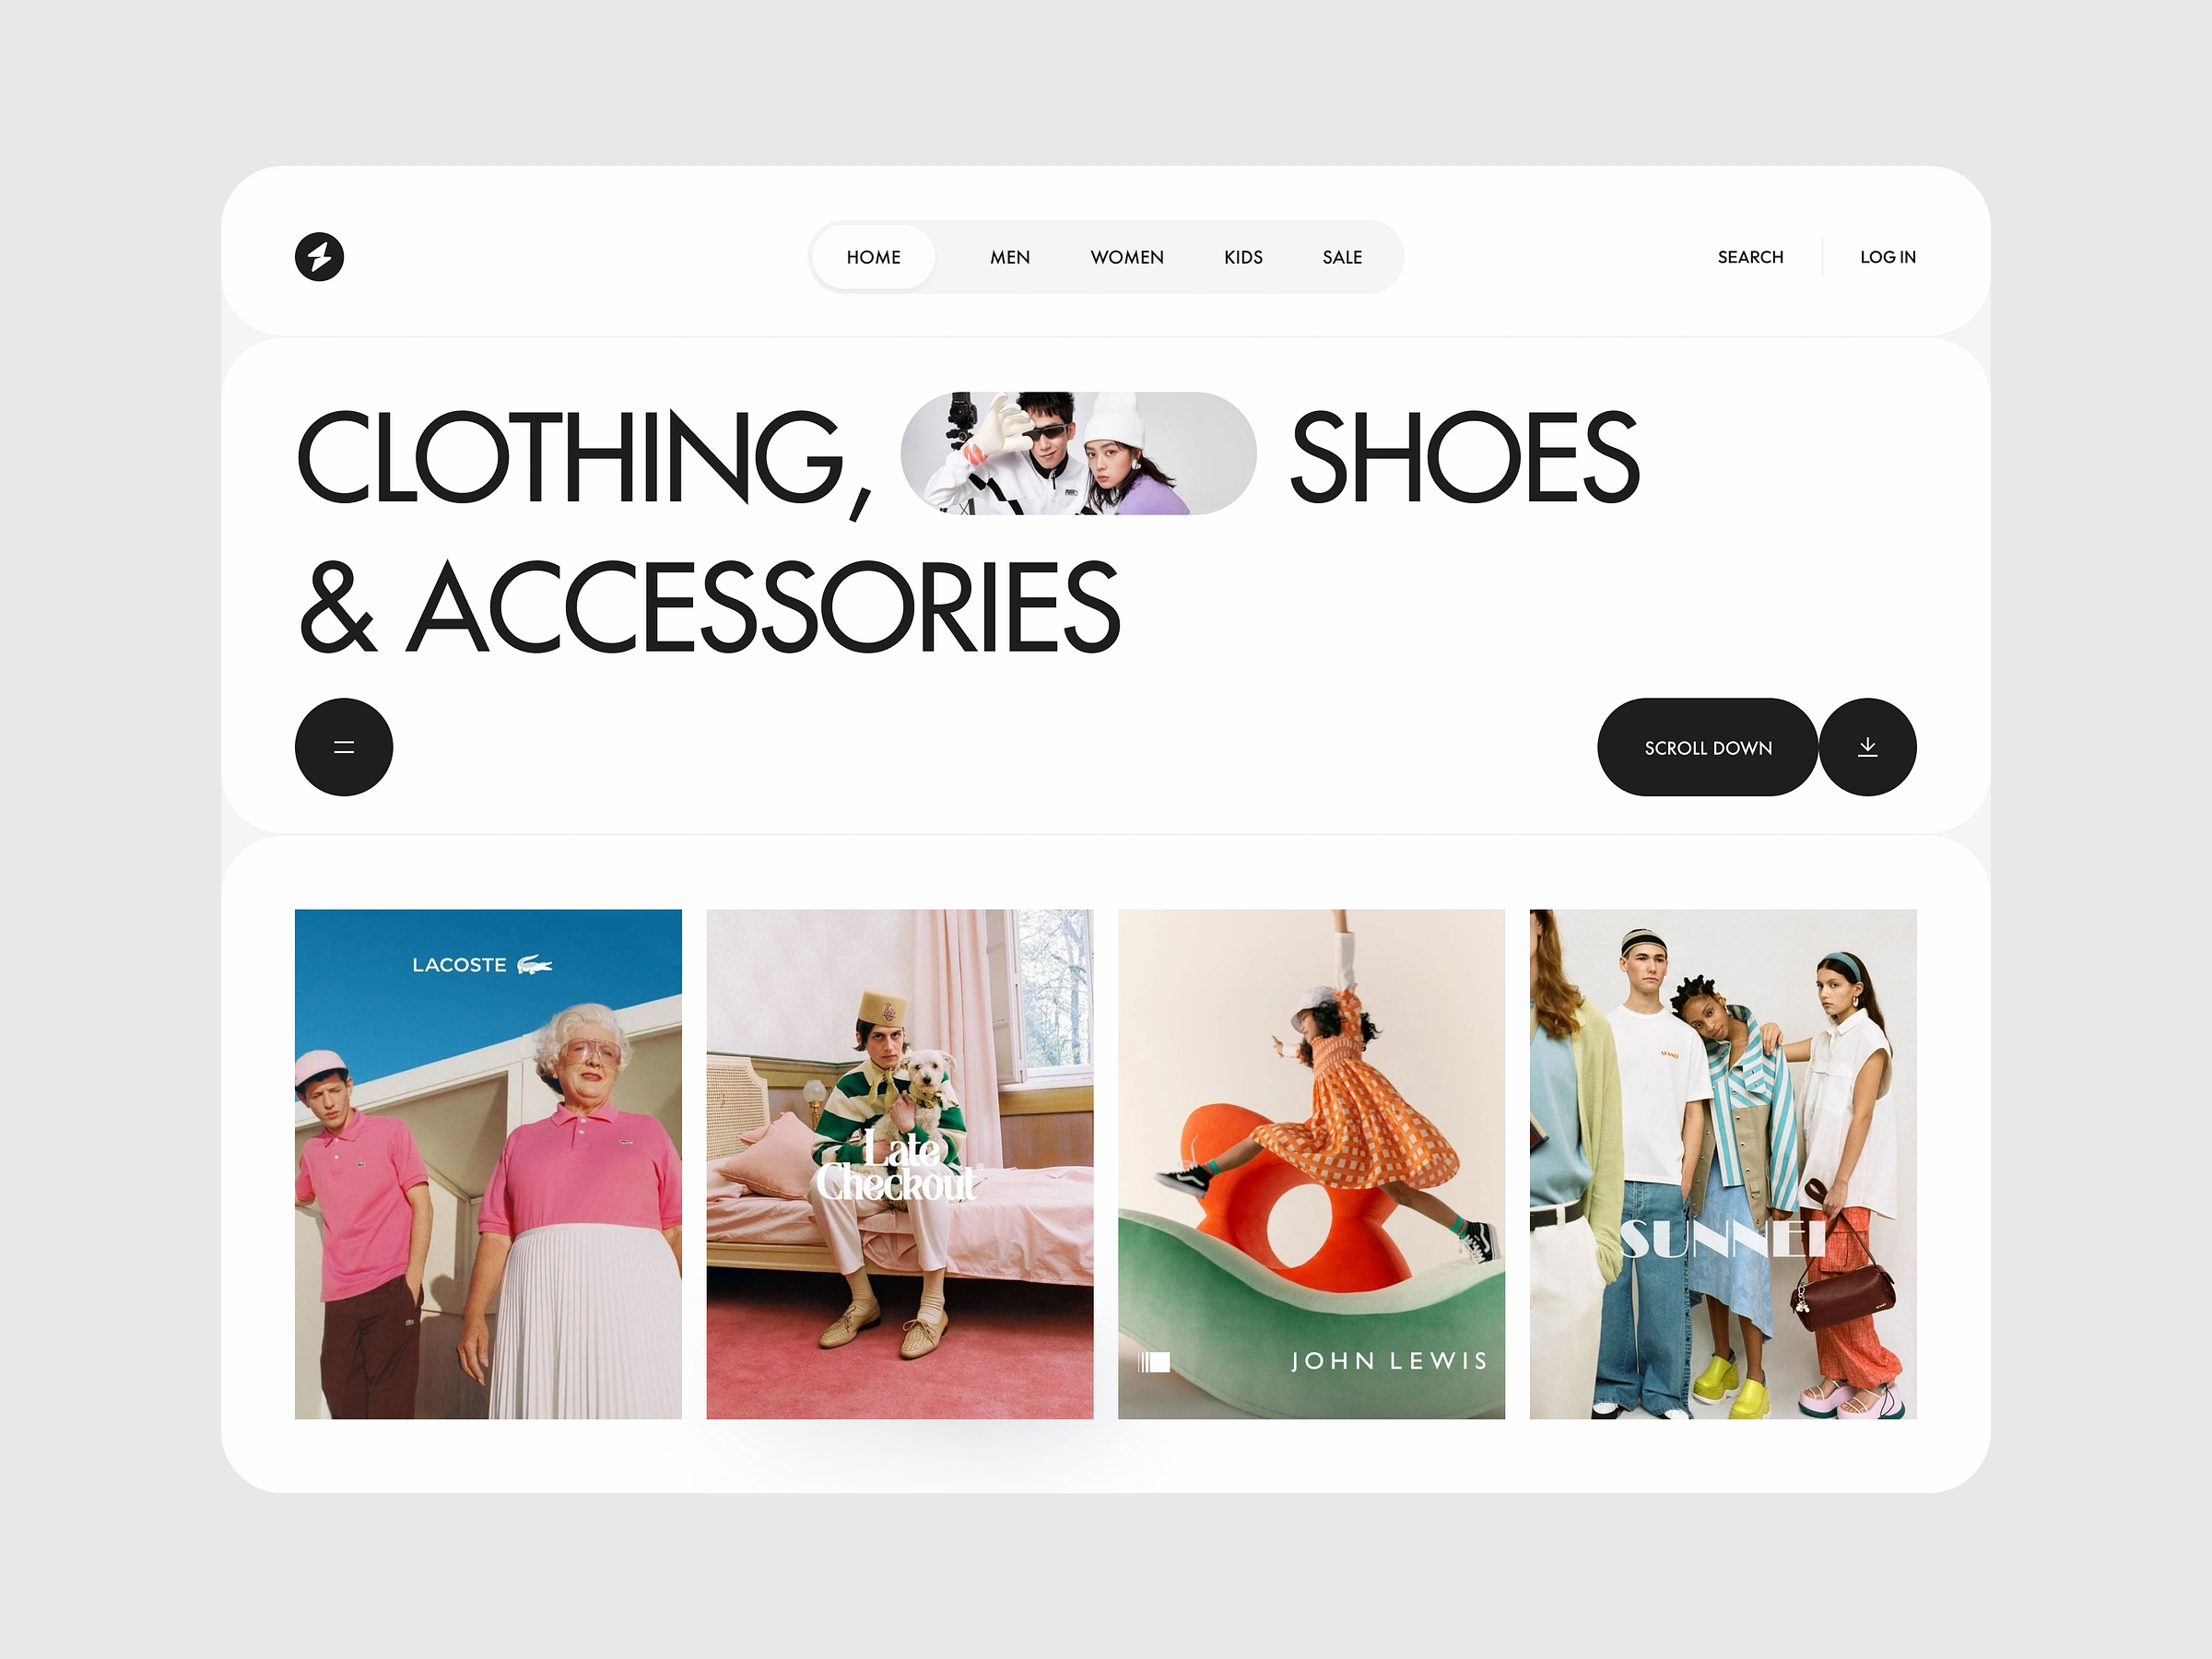 HOME MEN WOMEN KIDS SALE
SEARCH LOG IN
CLOTHING, SHOES
& ACCESSORIES
SCROLL DOWN
LACOSTE
Late
Checkout®
JOHN LEWIS
SUNNEI
SUNNEI